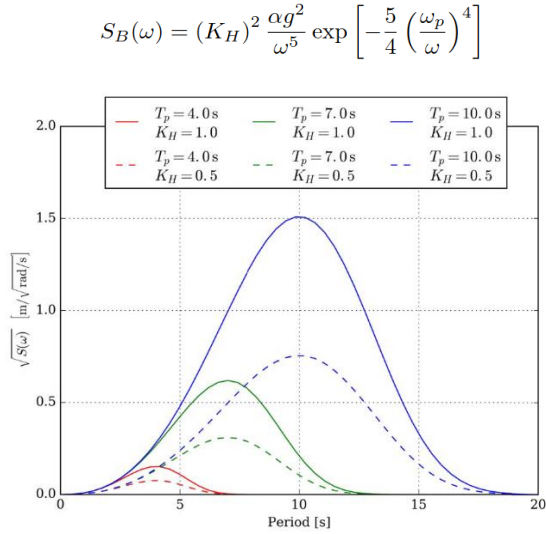 S_B(ω) = (K_H)^2 αg^2/ω^5 exp[−5/4 (ω_p/ω)^4]
T_p = 4.0 s T_p = 7.0 s T_p = 10.0 s
K_H = 1.0 K_H = 1.0 K_H = 1.0
T_p = 4.0 s T_p = 7.0 s T_p = 10.0 s
K_H = 0.5 K_H = 0.5 K_H = 0.5
2.0
1.5
1.0
0.5
0.0
√S(ω) [m/√rad/s]
0 5 10 15 20
Period [s]